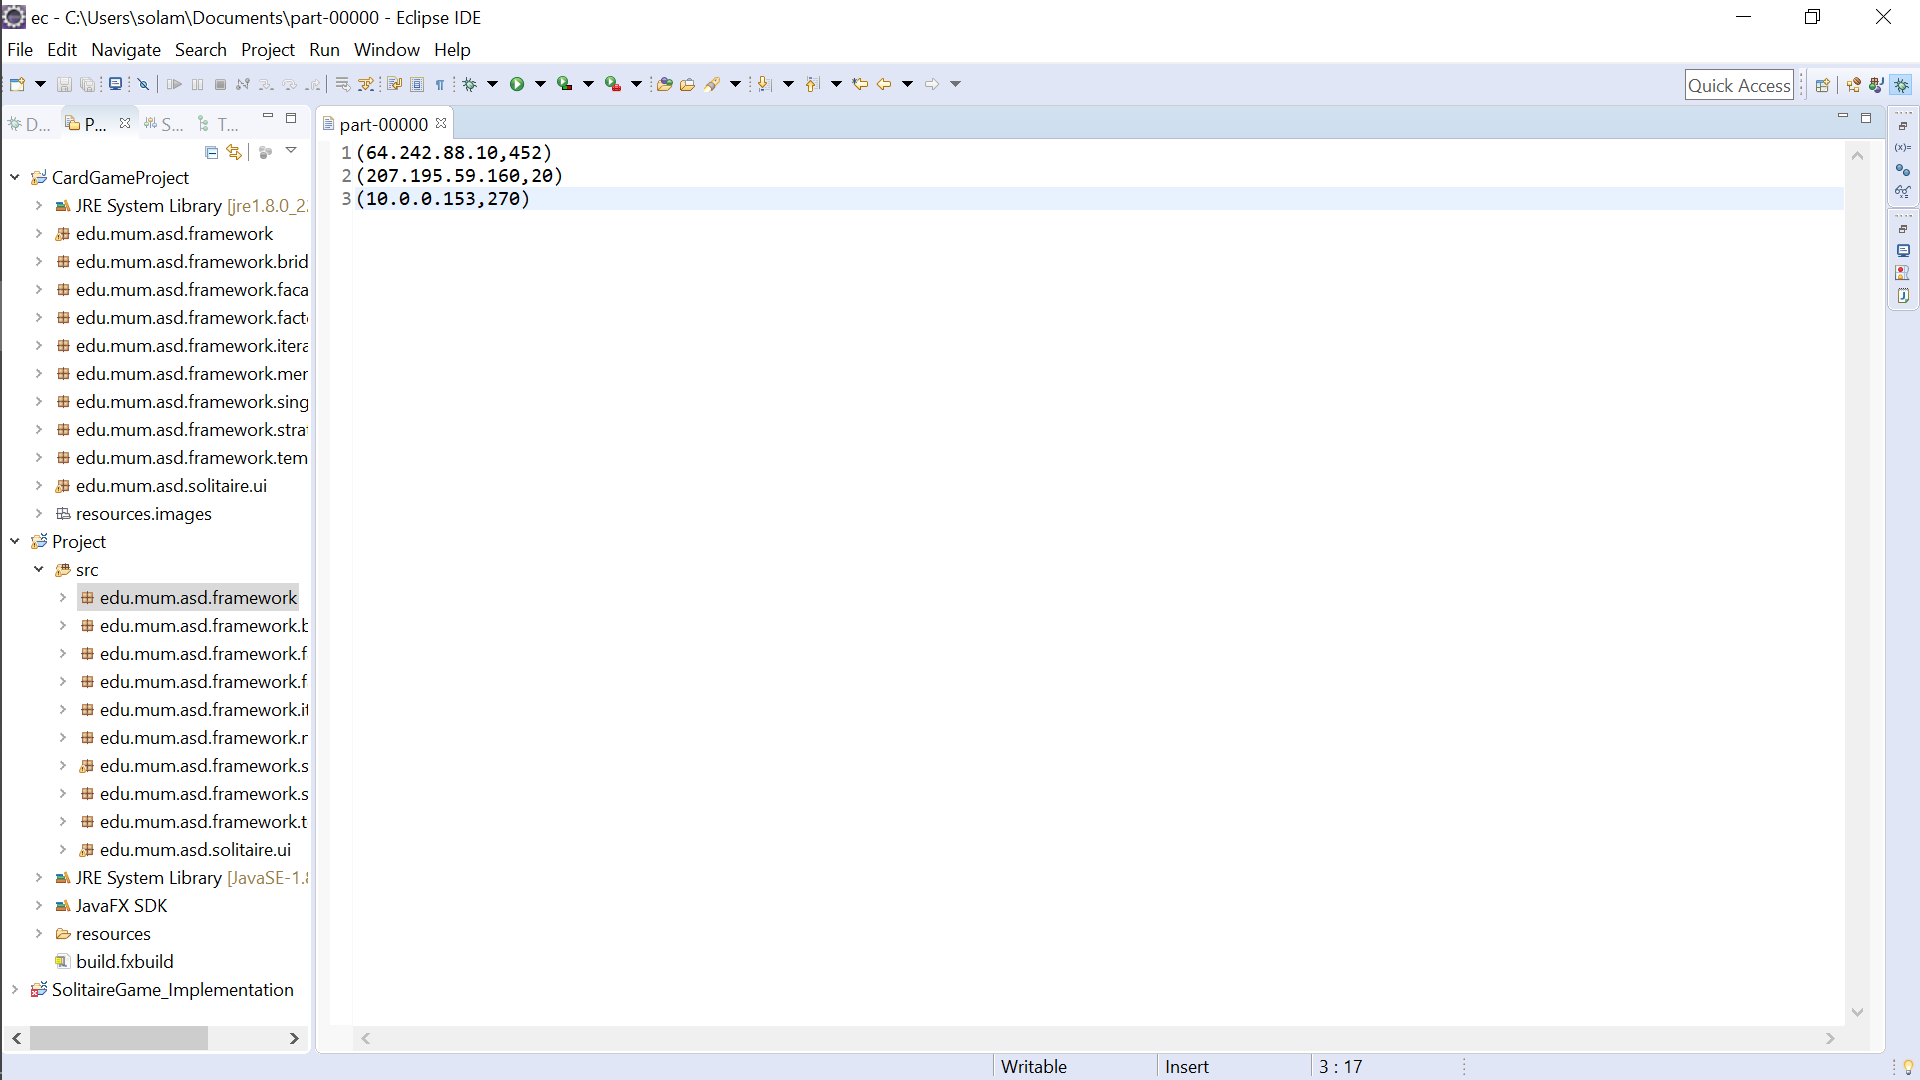 ec - C:\Users\solam\Documents\part-00000 - Eclipse IDE
File Edit Navigate Search Project Run Window Help
Quick Access
D... P... S... T...
part-00000
CardGameProject
JRE System Library [jre1.8.0_2
edu.mum.asd.framework
edu.mum.asd.framework.brid
edu.mum.asd.framework.faca
edu.mum.asd.framework.fact
edu.mum.asd.framework.itera
edu.mum.asd.framework.mer
edu.mum.asd.framework.sing
edu.mum.asd.framework.stra
edu.mum.asd.framework.tem
edu.mum.asd.solitaire.ui
resources.images
Project
src
edu.mum.asd.framework
edu.mum.asd.framework.b
edu.mum.asd.framework.f
edu.mum.asd.framework.f
edu.mum.asd.framework.it
edu.mum.asd.framework.r
edu.mum.asd.framework.s
edu.mum.asd.framework.s
edu.mum.asd.framework.t
edu.mum.asd.solitaire.ui
JRE System Library [JavaSE-1.8
JavaFX SDK
resources
build.fxbuild
SolitaireGame_Implementation
1 (64.242.88.10,452)
2 (207.195.59.160,20)
3 (10.0.0.153,270)
Writable Insert 3 : 17